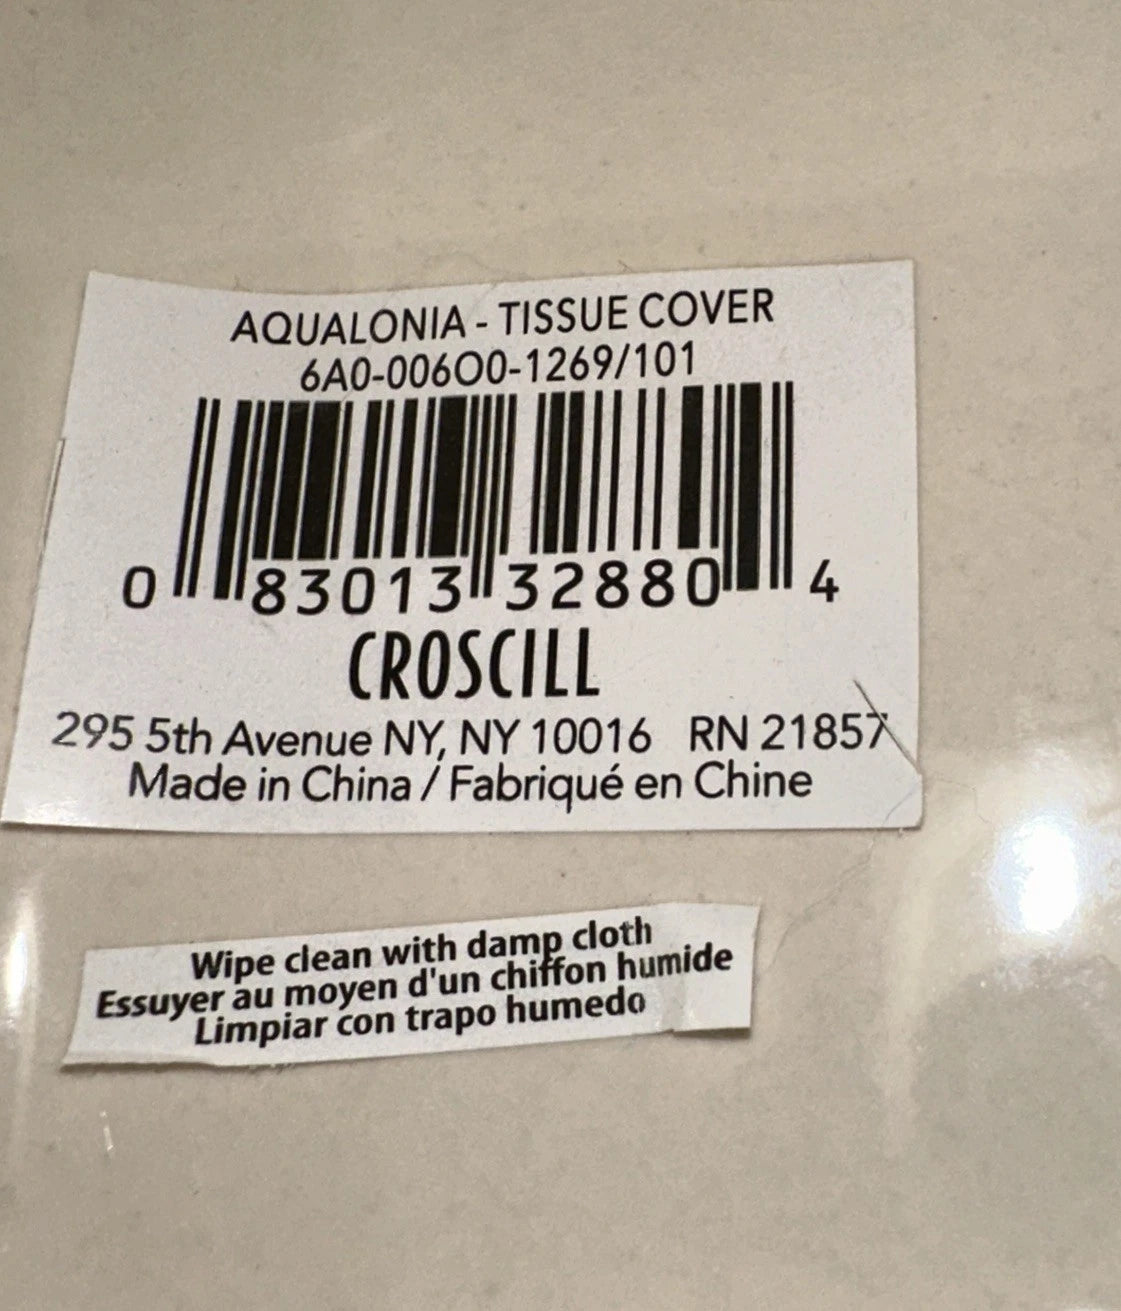 AQUALONIA - TISSUE COVER
6A0-006O0-1269/101
0 83013 32880 4
CROSCILL
295 5th Avenue NY, NY 10016 RN 21857
Made in China / Fabriqué en Chine
Wipe clean with damp cloth
Essuyer au moyen d'un chiffon humide
Limpiar con trapo humedo